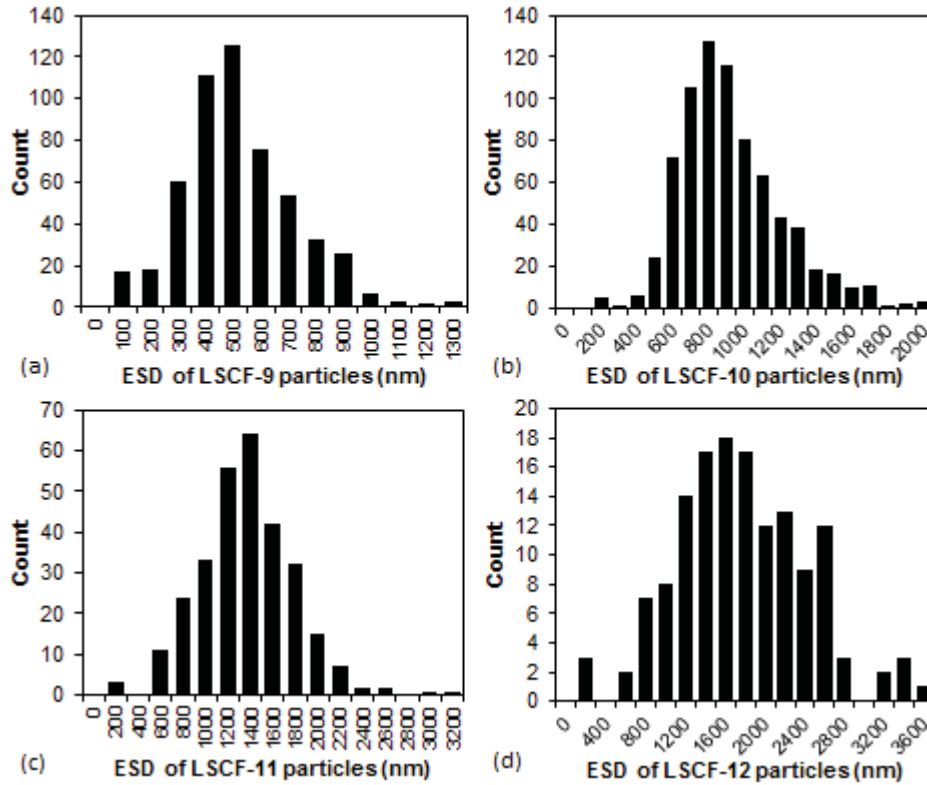 140
120
100
80
60
40
20
0
Count
0 100 200 300 400 500 600 700 800 900 1000 1100 1200 1300
(a) ESD of LSCF-9 particles (nm)
140
120
100
80
60
40
20
0
Count
0 200 400 600 800 1000 1200 1400 1600 1800 2000
(b) ESD of LSCF-10 particles (nm)
70
60
50
40
30
20
10
0
Count
0 200 400 600 800 1000 1200 1400 1600 1800 2000 2200 2400 2600 2800 3000 3200
(c) ESD of LSCF-11 particles (nm)
20
18
16
14
12
10
8
6
4
2
0
Count
0 400 800 1200 1600 2000 2400 2800 3200 3600
(d) ESD of LSCF-12 particles (nm)